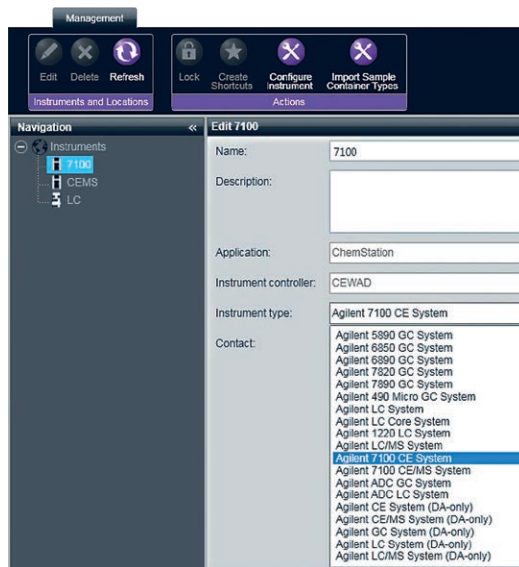 Management
Edit Delete Refresh Lock Create Shortcuts Configure Instrument Import Sample Container Types
Instruments and Locations Actions
Navigation «
Instruments
7100
CEMS
LC
Edit 7100
Name: 7100
Description:
Application: ChemStation
Instrument controller: CEWAD
Instrument type: Agilent 7100 CE System
Contact:
Agilent 5890 GC System
Agilent 6850 GC System
Agilent 6890 GC System
Agilent 7820 GC System
Agilent 7890 GC System
Agilent 490 Micro GC System
Agilent LC System
Agilent LC Core System
Agilent 1220 LC System
Agilent LC/MS System
Agilent 7100 CE System
Agilent 7100 CE/MS System
Agilent ADC GC System
Agilent ADC LC System
Agilent CE System (DA-only)
Agilent CE/MS System (DA-only)
Agilent GC System (DA-only)
Agilent LC System (DA-only)
Agilent LC/MS System (DA-only)